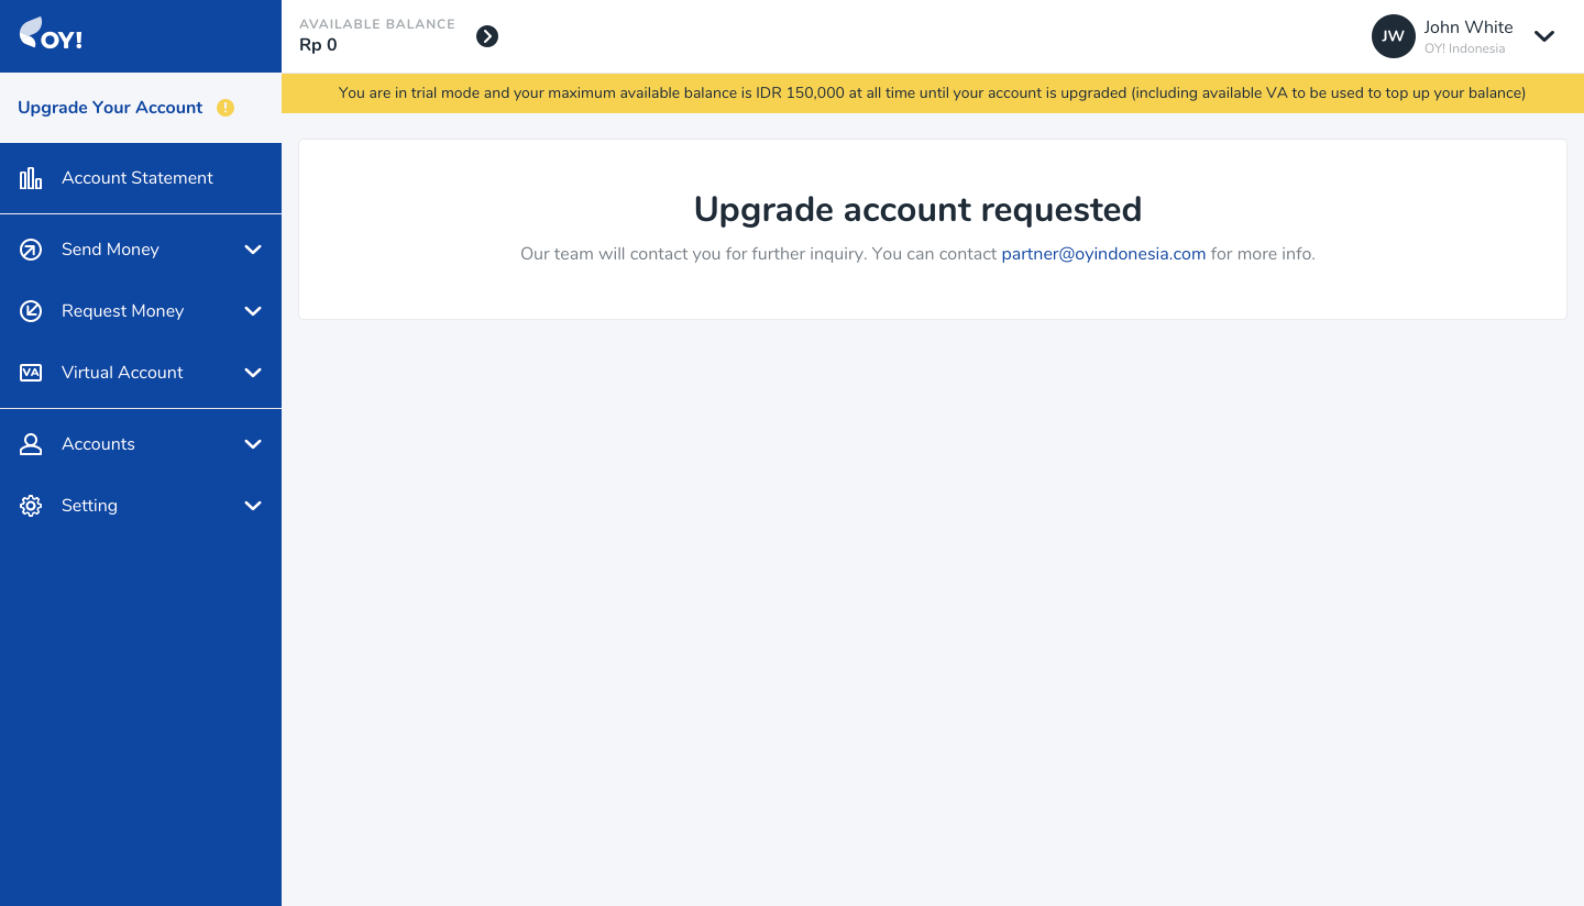 OY!
AVAILABLE BALANCE
Rp 0
JW
John White
OY! Indonesia
Upgrade Your Account
You are in trial mode and your maximum available balance is IDR 150,000 at all time until your account is upgraded (including available VA to be used to top up your balance)
Account Statement
Send Money
Request Money
VA
Virtual Account
Accounts
Setting
Upgrade account requested
Our team will contact you for further inquiry. You can contact partner@oyindonesia.com for more info.